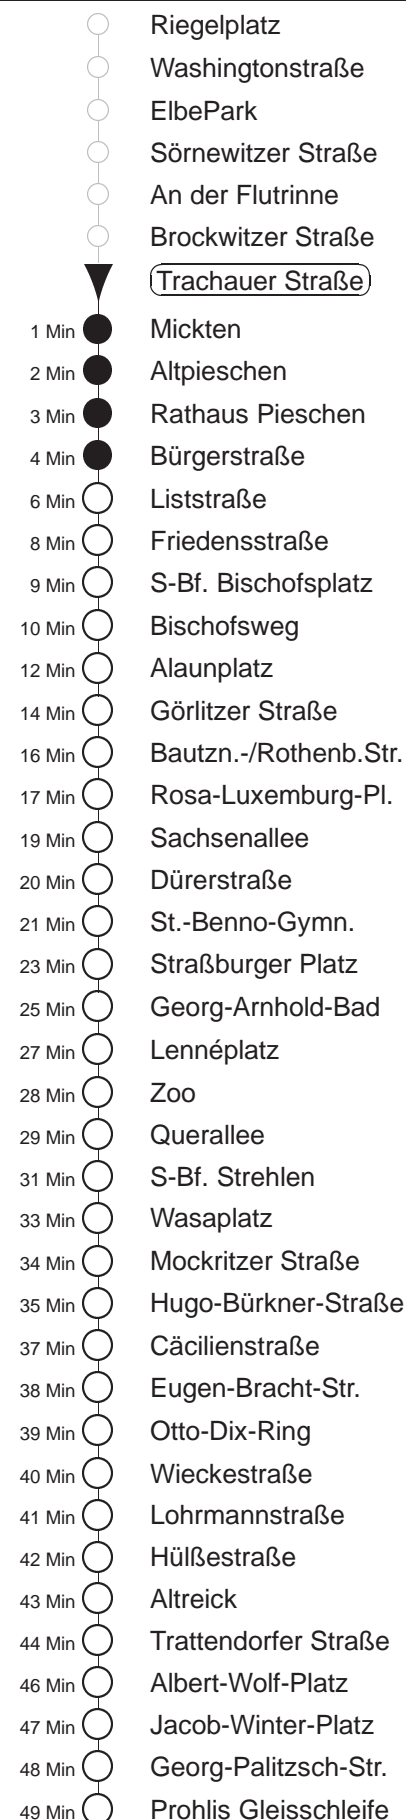 Riegelplatz
Washingtonstraße
ElbePark
Sörnewitzer Straße
An der Flutrinne
Brockwitzer Straße
Trachauer Straße
1 Min Mickten
2 Min Altpieschen
3 Min Rathaus Pieschen
4 Min Bürgerstraße
6 Min Liststraße
8 Min Friedensstraße
9 Min S-Bf. Bischofsplatz
10 Min Bischofsweg
12 Min Alaunplatz
14 Min Görlitzer Straße
16 Min Bautzn.-/Rothenb.Str.
17 Min Rosa-Luxemburg-Pl.
19 Min Sachsenallee
20 Min Dürerstraße
21 Min St.-Benno-Gymn.
23 Min Straßburger Platz
25 Min Georg-Arnhold-Bad
27 Min Lennéplatz
28 Min Zoo
29 Min Querallee
31 Min S-Bf. Strehlen
33 Min Wasaplatz
34 Min Mockritzer Straße
35 Min Hugo-Bürkner-Straße
37 Min Cäcilienstraße
38 Min Eugen-Bracht-Str.
39 Min Otto-Dix-Ring
40 Min Wieckestraße
41 Min Lohrmannstraße
42 Min Hülßestraße
43 Min Altreick
44 Min Trattendorfer Straße
46 Min Albert-Wolf-Platz
47 Min Jacob-Winter-Platz
48 Min Georg-Palitzsch-Str.
49 Min Prohlis Gleisschleife